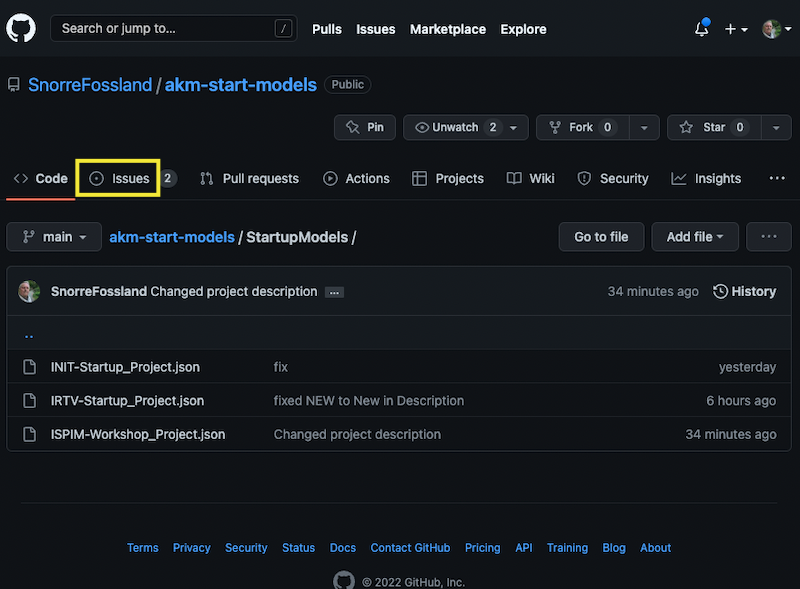 Search or jump to... /
Pulls Issues Marketplace Explore
SnorreFossland / akm-start-models Public
Pin Unwatch 2 Fork 0 Star 0
<> Code Issues 2 Pull requests Actions Projects Wiki Security Insights ...
main akm-start-models / StartupModels / Go to file Add file ...
SnorreFossland Changed project description ... 34 minutes ago History
..
INIT-Startup_Project.json fix yesterday
IRTV-Startup_Project.json fixed NEW to New in Description 6 hours ago
ISPIM-Workshop_Project.json Changed project description 34 minutes ago
Terms Privacy Security Status Docs Contact GitHub Pricing API Training Blog About
© 2022 GitHub, Inc.